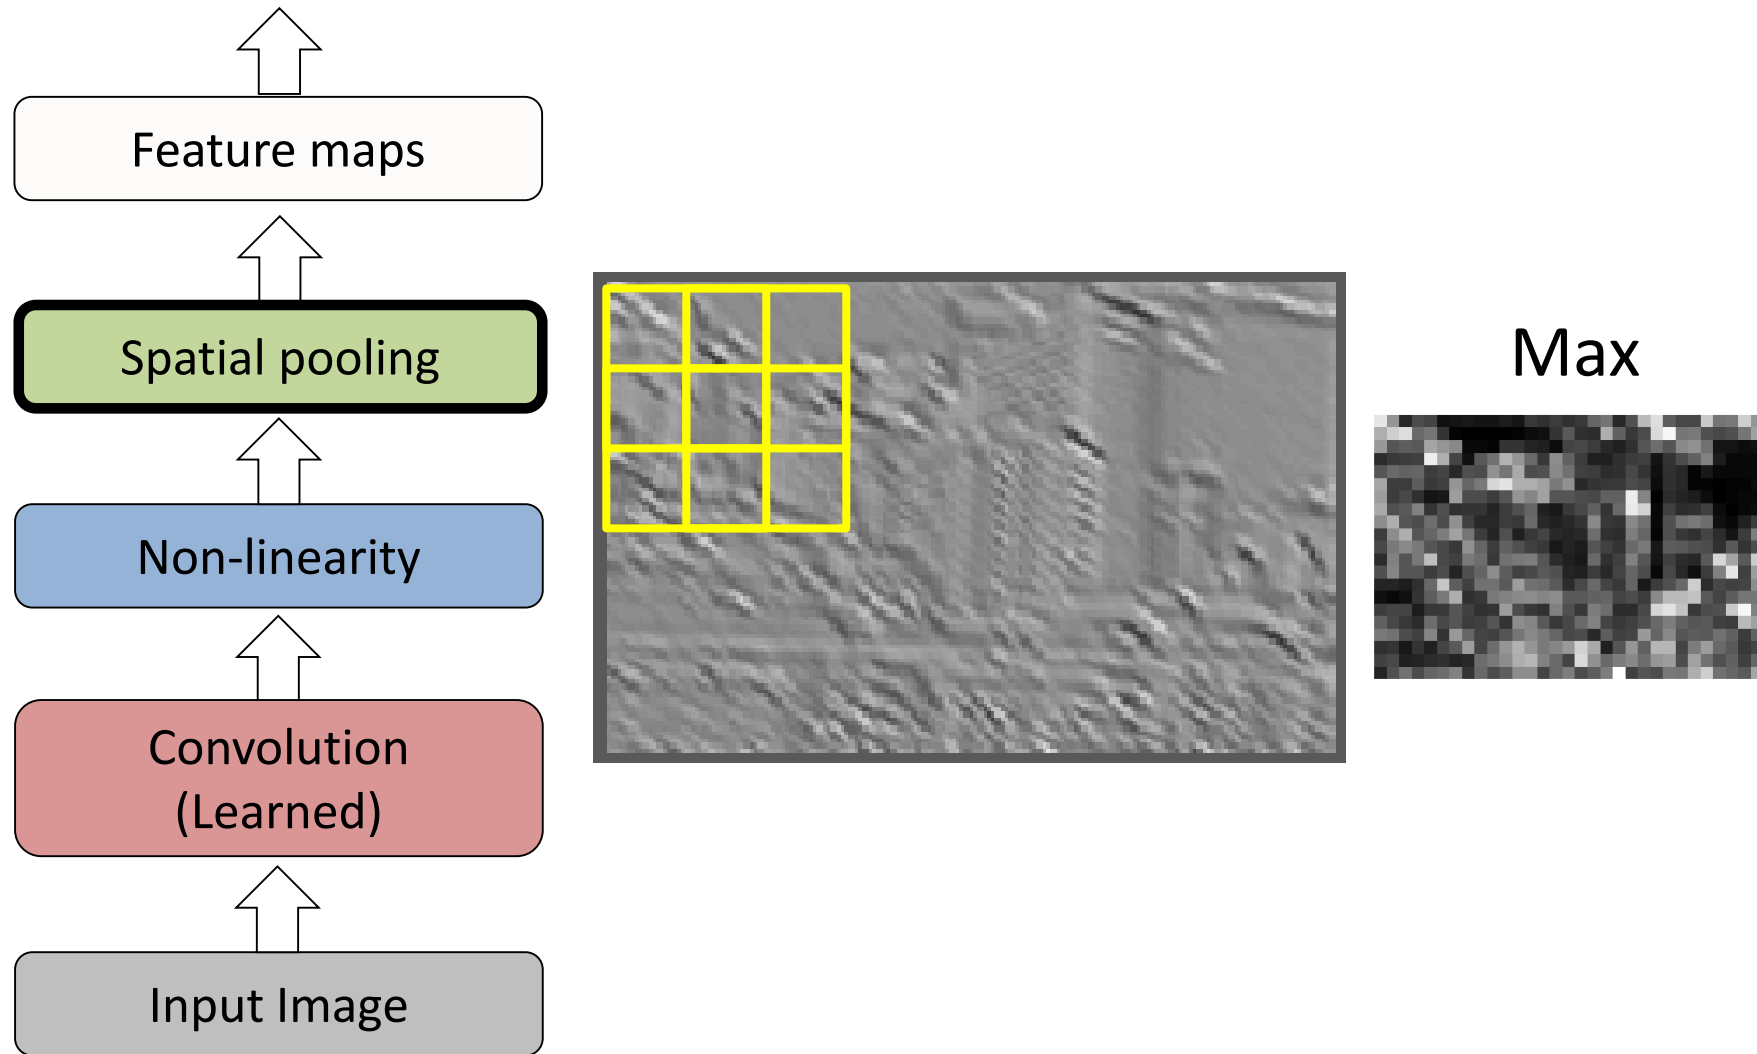 Feature maps
Spatial pooling
Non-linearity
Convolution
(Learned)
Input Image
Max